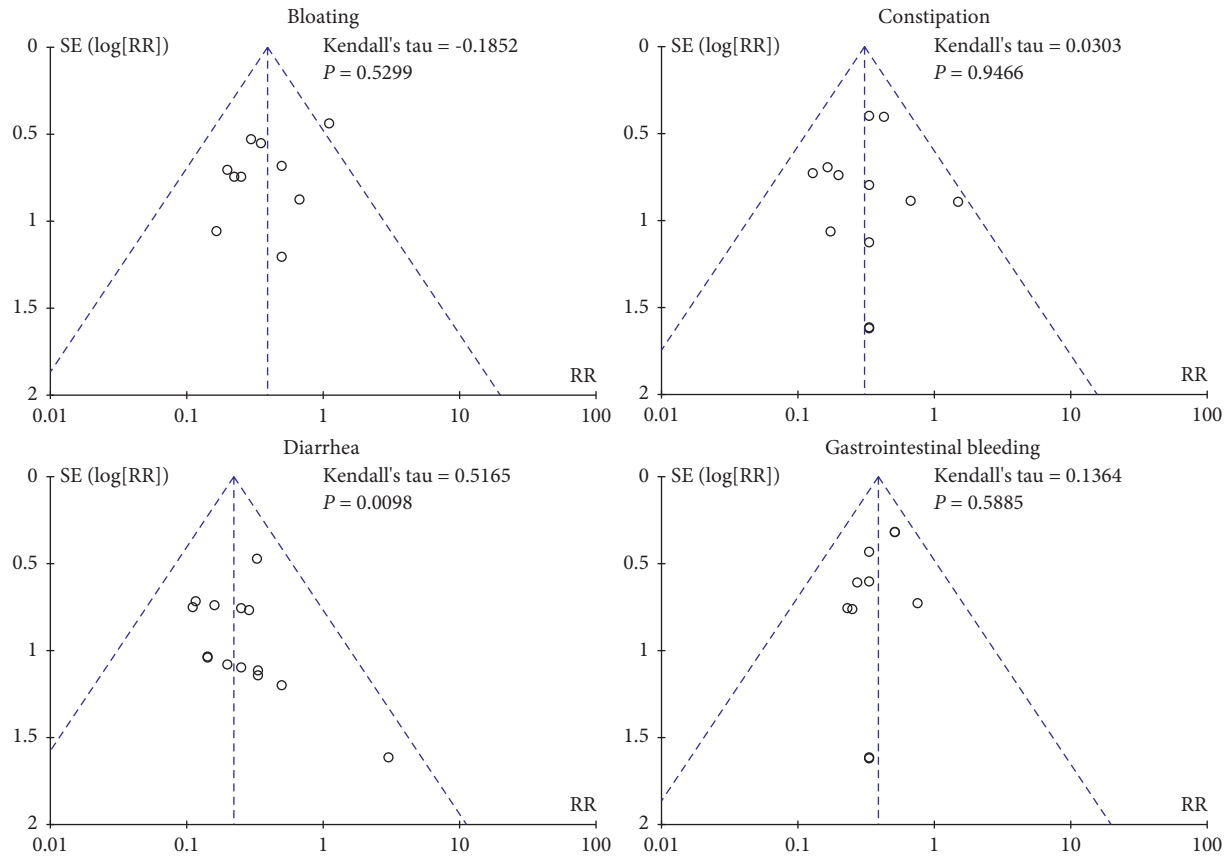 Bloating
SE (log[RR])
Kendall's tau = -0.1852
P = 0.5299
0
0.5
1
1.5
2
RR
0.01
0.1
1
10
100
Constipation
SE (log[RR])
Kendall's tau = 0.0303
P = 0.9466
0
0.5
1
1.5
2
RR
0.01
0.1
1
10
100
Diarrhea
SE (log[RR])
Kendall's tau = 0.5165
P = 0.0098
0
0.5
1
1.5
2
RR
0.01
0.1
1
10
100
Gastrointestinal bleeding
SE (log[RR])
Kendall's tau = 0.1364
P = 0.5885
0
0.5
1
1.5
2
RR
0.01
0.1
1
10
100